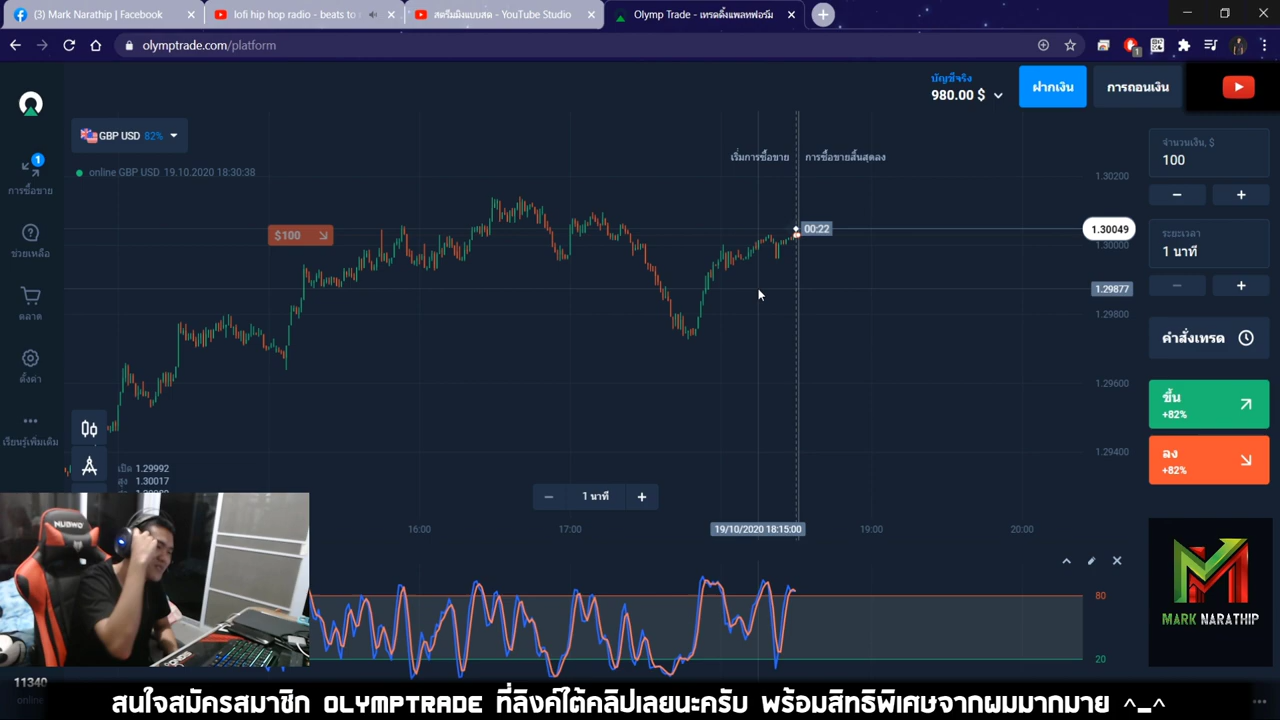 (2) Mark Narathip | Facebook
lofi hip hop radio - beats to
สตรีมมิงแบบสด - YouTube Studio
Olymp Trade - เทรดดิ้งแพลทฟอร์ม
olymptrade.com/platform
1
บัญชีจริง
980.00 $
ฝากเงิน
การถอนเงิน
GBP USD 82%
online GBP USD 19.10.2020 18:30:38
เริ่มการซื้อขาย
การซื้อขายสิ้นสุดลง
1
การซื้อขาย
ช่วยเหลือ
ตลาด
ตั้งค่า
เรียนรู้เพิ่มเติม
$100
00:22
1.30200
1.30049
1.30000
1.29877
1.29800
1.29600
1.29400
จำนวนเงิน, $
100
ระยะเวลา
1 นาที
คำสั่งเทรด
ขึ้น
+82%
ลง
+82%
เปิด 1.29992
สูง 1.30017
1 นาที
16:00
17:00
19/10/2020 18:15:00
19:00
20:00
80
20
NUBWO
MARK NARATHIP
11340
online
สนใจสมัครสมาชิก OLYMPTRADE ที่ลิงค์ใต้คลิปเลยนะครับ พร้อมสิทธิพิเศษจากผมมากมาย ^_^